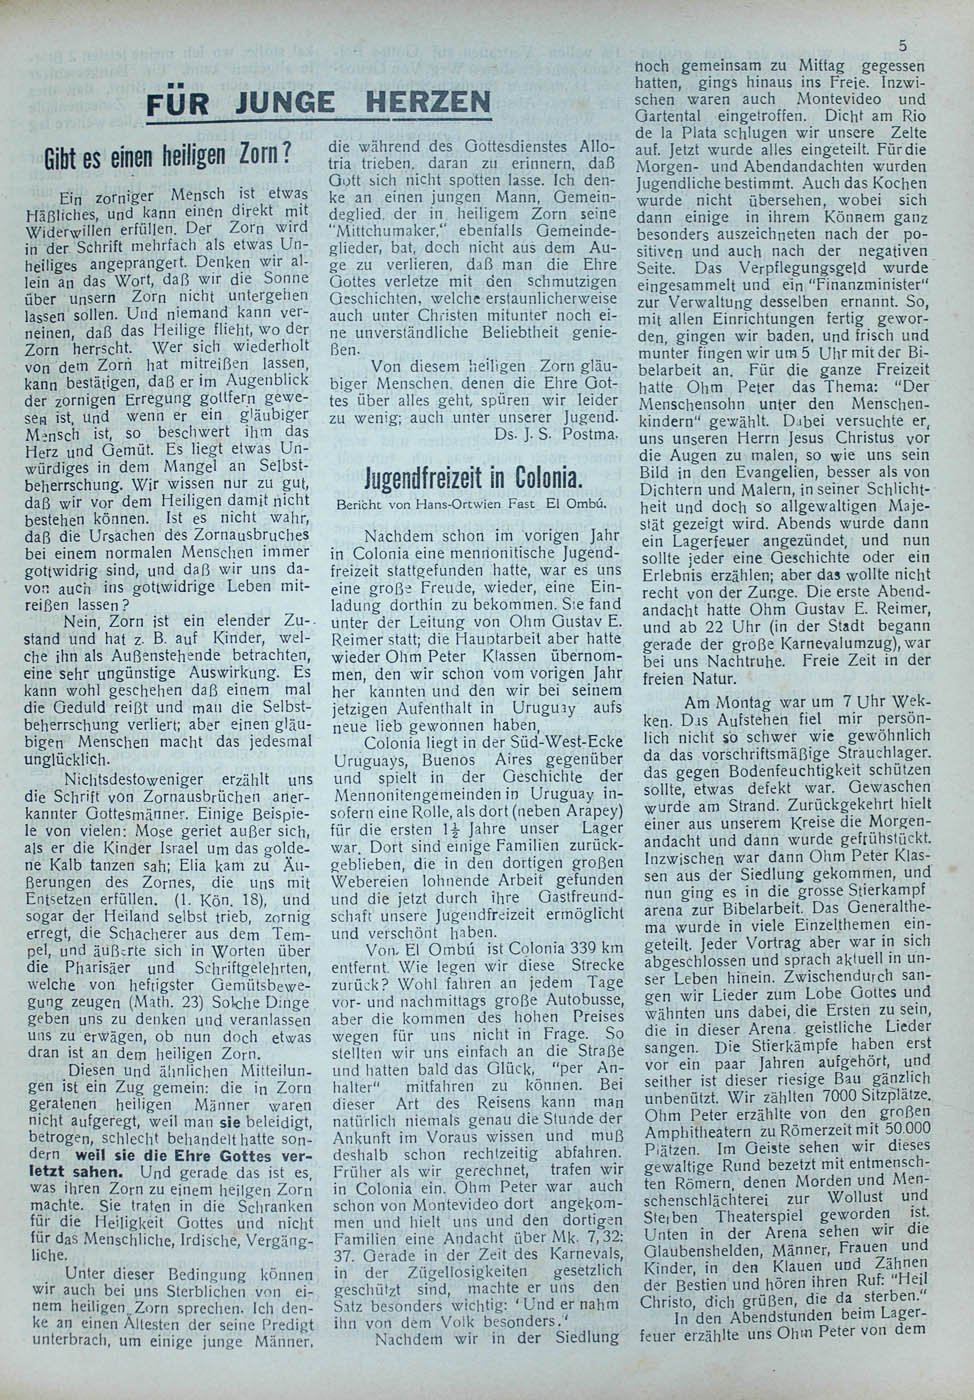 5
FÜR JUNGE HERZEN
Gibt es einen heiligen Zorn?
Ein zorniger Mensch ist etwas
Häßliches, und kann einen direkt mit
Widerwillen erfüllen. Der Zorn wird
in der Schrift mehrfach als etwas Un-
heiliges angeprangert. Denken wir al-
lein an das Wort, daß wir die Sonne
über unsern Zorn nicht untergehen
lassen sollen. Und niemand kann ver-
neinen, daß das Heilige flieht, wo der
Zorn herrscht. Wer sich wiederholt
von dem Zorn hat mitreißen lassen,
kann bestätigen, daß er im Augenblick
der zornigen Erregung gottfern gewe-
sen ist, und wenn er ein gläubiger
Mensch ist, so beschwert ihm das
Herz und Gemüt. Es liegt etwas Un-
würdiges in dem Mangel an Selbst-
beherrschung. Wir wissen nur zu gut,
daß wir vor dem Heiligen damit nicht
bestehen können. Ist es nicht wahr,
daß die Ursachen des Zornausbruches
bei einem normalen Menschen immer
gottwidrig sind, und daß wir uns da-
von auch ins gottwidrige Leben mit-
reißen lassen?
Nein, Zorn ist ein elender Zu-
stand und hat z. B. auf Kinder, wel-
che ihn als Außenstehende betrachten,
eine sehr ungünstige Auswirkung. Es
kann wohl geschehen daß einem mal
die Geduld reißt und man die Selbst-
beherrschung verliert; aber einen gläu-
bigen Menschen macht das jedesmal
unglücklich.
Nichtsdestoweniger erzählt uns
die Schrift von Zornausbrüchen aner-
kannter Gottesmänner. Einige Beispie-
le von vielen: Mose geriet außer sich,
als er die Kinder Israel um das golde-
ne Kalb tanzen sah; Elia kam zu Äu-
ßerungen des Zornes, die uns mit
Entsetzen erfüllen. (1. Kön. 18), und
sogar der Heiland selbst trieb, zornig
erregt, die Schacherer aus dem Tem-
pel, und äußerte sich in Worten über
die Pharisäer und Schriftgelehrten,
welche von heftigster Gemütsbewe-
gung zeugen (Math. 23) Solche Dinge
geben uns zu denken und veranlassen
uns zu erwägen, ob nun doch etwas
dran ist an dem heiligen Zorn.
Diesen und ähnlichen Mitteilun-
gen ist ein Zug gemein: die in Zorn
geratenen heiligen Männer waren
nicht aufgeregt, weil man sie beleidigt,
betrogen, schlecht behandelt hatte son-
dern weil sie die Ehre Gottes ver-
letzt sahen. Und gerade das ist es,
was ihren Zorn zu einem heiligen Zorn
machte. Sie traten in die Schranken
für die Heiligkeit Gottes und nicht
für das Menschliche, Irdische, Vergäng-
liche.
Unter dieser Bedingung können
wir auch bei uns Sterblichen von ei-
nem heiligen Zorn sprechen. Ich den-
ke an einen Ältesten der seine Predigt
unterbrach, um einige junge Männer,
die während des Gottesdienstes Allo-
tria trieben, daran zu erinnern, daß
Gott sich nicht spotten lasse. Ich den-
ke an einen jungen Mann, Gemein-
deglied, der in heiligem Zorn seine
"Mittchumaker," ebenfalls Gemeinde-
glieder, bat, doch nicht aus dem Au-
ge zu verlieren, daß man die Ehre
Gottes verletze mit den schmutzigen
Geschichten, welche erstaunlicherweise
auch unter Christen mitunter noch ei-
ne unverständliche Beliebtheit genie-
ßen.
Von diesem heiligen Zorn gläu-
biger Menschen, denen die Ehre Got-
tes über alles geht, spüren wir leider
zu wenig; auch unter unserer Jugend.
Ds. J. S. Postma.
Jugendfreizeit in Colonia.
Bericht von Hans-Ortwien Fast El Ombú.
Nachdem schon im vorigen Jahr
in Colonia eine mennonitische Jugend-
freizeit stattgefunden hatte, war es uns
eine große Freude, wieder, eine Ein-
ladung dorthin zu bekommen. Sie fand
unter der Leitung von Ohm Gustav E.
Reimer statt; die Hauptarbeit aber hatte
wieder Ohm Peter Klassen übernom-
men, den wir schon vom vorigen Jahr
her kannten und den wir bei seinem
jetzigen Aufenthalt in Uruguay aufs
neue lieb gewonnen haben,
Colonia liegt in der Süd-West-Ecke
Uruguays, Buenos Aires gegenüber
und spielt in der Geschichte der
Mennonitengemeinden in Uruguay in-
sofern eine Rolle, als dort (neben Arapey)
für die ersten 1½ Jahre unser Lager
war. Dort sind einige Familien zurück-
geblieben, die in den dortigen großen
Webereien lohnende Arbeit gefunden
und die jetzt durch ihre Gastfreund-
schaft unsere Jugendfreizeit ermöglicht
und verschönt haben.
Von El Ombú ist Colonia 339 km
entfernt. Wie legen wir diese Strecke
zurück? Wohl fahren an jedem Tage
vor- und nachmittags große Autobusse,
aber die kommen des hohen Preises
wegen für uns nicht in Frage. So
stellten wir uns einfach an die Straße
und hatten bald das Glück, "per An-
halter" mitfahren zu können. Bei
dieser Art des Reisens kann man
natürlich niemals genau die Stunde der
Ankunft im Voraus wissen und muß
deshalb schon rechtzeitig abfahren.
Früher als wir gerechnet, trafen wir
in Colonia ein. Ohm Peter war auch
schon von Montevideo dort angekom-
men und hielt uns und den dortigen
Familien eine Andacht über Mk. 7, 32:
37. Gerade in der Zeit des Karnevals,
in der Zügellosigkeiten gesetzlich
geschützt sind, machte er uns den
Satz besonders wichtig: 'Und er nahm
ihn von dem Volk besonders.'
Nachdem wir in der Siedlung
noch gemeinsam zu Mittag gegessen
hatten, gings hinaus ins Freie. Inzwi-
schen waren auch Montevideo und
Gartental eingetroffen. Dicht am Rio
de la Plata schlugen wir unsere Zelte
auf. Jetzt wurde alles eingeteilt. Für die
Morgen- und Abendandachten wurden
Jugendliche bestimmt. Auch das Kochen
wurde nicht übersehen, wobei sich
dann einige in ihrem Können ganz
besonders auszeichneten nach der po-
sitiven und auch nach der negativen
Seite. Das Verpflegungsgeld wurde
eingesammelt und ein "Finanzminister"
zur Verwaltung desselben ernannt. So,
mit allen Einrichtungen fertig gewor-
den, gingen wir baden, und frisch und
munter fingen wir um 5 Uhr mit der Bi-
belarbeit an. Für die ganze Freizeit
hatte Ohm Peter das Thema: "Der
Menschensohn unter den Menschen-
kindern" gewählt. Dabei versuchte er,
uns unseren Herrn Jesus Christus vor
die Augen zu malen, so wie uns sein
Bild in den Evangelien, besser als von
Dichtern und Malern, in seiner Schlicht-
heit und doch so allgewaltigen Maje-
stät gezeigt wird. Abends wurde dann
ein Lagerfeuer angezündet, und nun
sollte jeder eine Geschichte oder ein
Erlebnis erzählen; aber das wollte nicht
recht von der Zunge. Die erste Abend-
andacht hatte Ohm Gustav E. Reimer,
und ab 22 Uhr (in der Stadt begann
gerade der große Karnevalumzug), war
bei uns Nachtruhe. Freie Zeit in der
freien Natur.
Am Montag war um 7 Uhr Wek-
ken. Das Aufstehen fiel mir persön-
lich nicht so schwer wie gewöhnlich
da das vorschriftsmäßige Strauchlager.
das gegen Bodenfeuchtigkeit schützen
sollte, etwas defekt war. Gewaschen
wurde am Strand. Zurückgekehrt hielt
einer aus unserem Kreise die Morgen-
andacht und dann wurde gefrühstückt.
Inzwischen war dann Ohm Peter Klas-
sen aus der Siedlung gekommen, und
nun ging es in die grosse Stierkampf
arena zur Bibelarbeit. Das Generalthe-
ma wurde in viele Einzelthemen ein-
geteilt. Jeder Vortrag aber war in sich
abgeschlossen und sprach aktuell in un-
ser Leben hinein. Zwischendurch san-
gen wir Lieder zum Lobe Gottes und
wähnten uns dabei, die Ersten zu sein,
die in dieser Arena geistliche Lieder
sangen. Die Stierkämpfe haben erst
vor ein paar Jahren aufgehört, und
seither ist dieser riesige Bau gänzlich
unbenützt. Wir zählten 7000 Sitzplätze.
Ohm Peter erzählte von den großen
Amphitheatern zu Römerzeit mit 50.000
Plätzen. Im Geiste sehen wir dieses
gewaltige Rund bezetzt mit entmensch-
ten Römern, denen Morden und Men-
schenschlächterei zur Wollust und
Sterben Theaterspiel geworden ist.
Unten in der Arena sehen wir die
Glaubenshelden, Männer, Frauen und
Kinder, in den Klauen und Zähnen
der Bestien und hören ihren Ruf: "Heil
Christo, dich grüßen, die da sterben."
In den Abendstunden beim Lager-
feuer erzählte uns Ohm Peter von dem